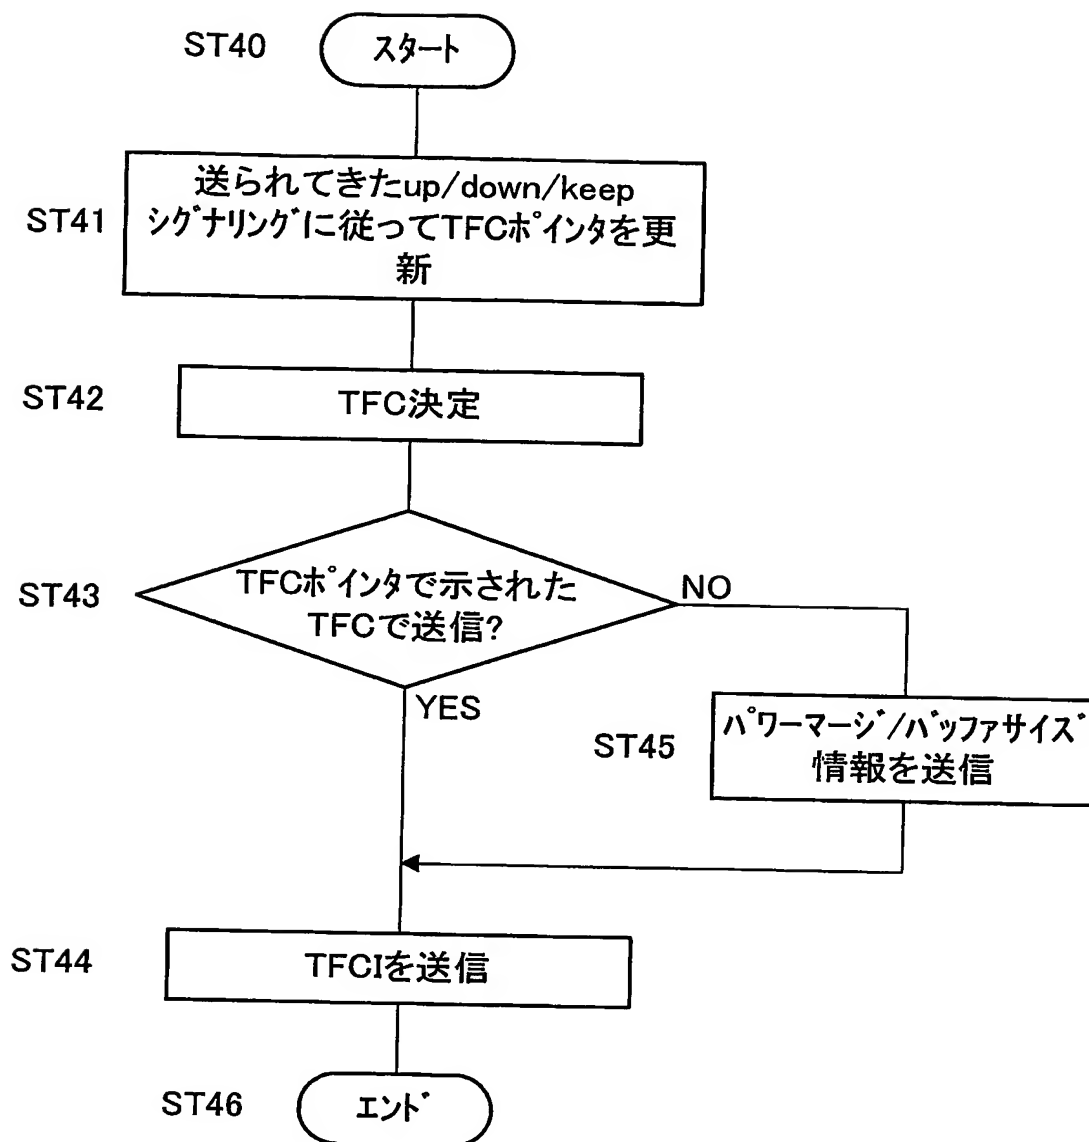 ST40
スタート
ST41
送られてきたup/down/keep
シグナリングに従ってTFCポインタを更
新
ST42
TFC決定
ST43
TFCポインタで示された
TFCで送信?
NO
YES
ST45
パワーマージ/バッファサイズ
情報を送信
ST44
TFCIを送信
ST46
エンド